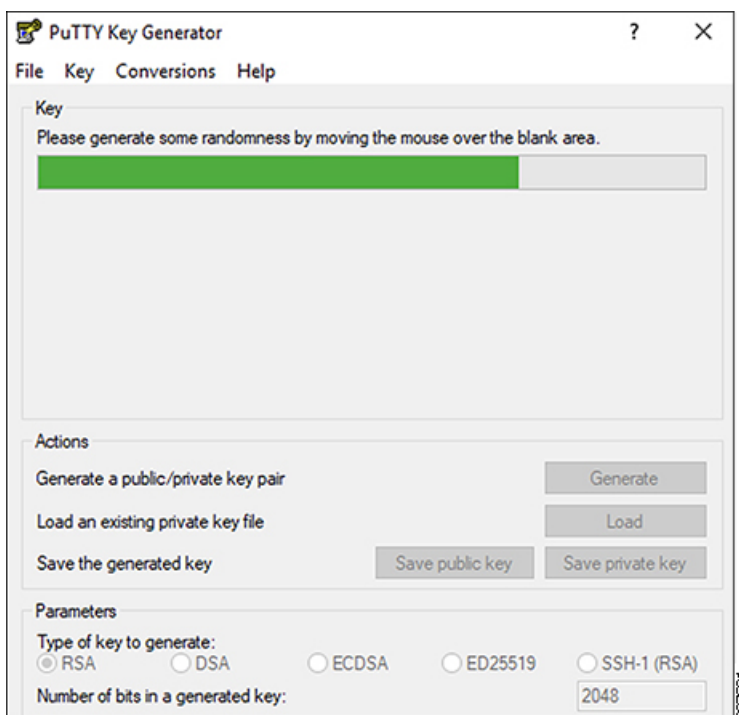 PuTTY Key Generator ? ×
File Key Conversions Help
Key
Please generate some randomness by moving the mouse over the blank area.
Actions
Generate a public/private key pair Generate
Load an existing private key file Load
Save the generated key Save public key Save private key
Parameters
Type of key to generate:
RSA DSA ECDSA ED25519 SSH-1 (RSA)
Number of bits in a generated key: 2048